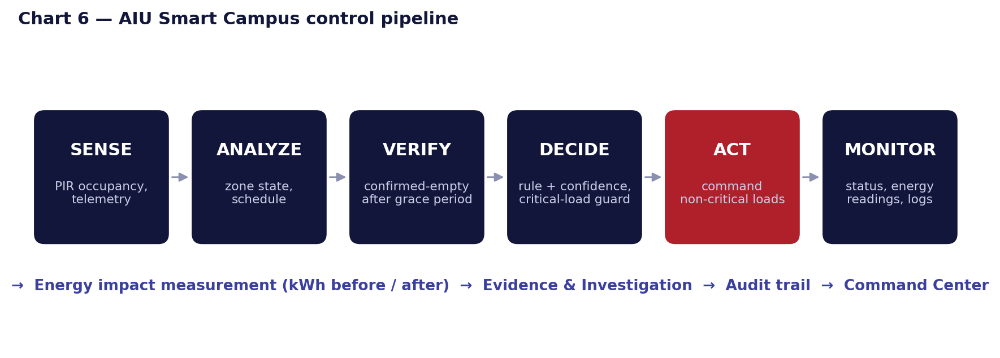 Chart 6 — AIU Smart Campus control pipeline
SENSE
PIR occupancy,
telemetry
ANALYZE
zone state,
schedule
VERIFY
confirmed-empty
after grace period
DECIDE
rule + confidence,
critical-load guard
ACT
command
non-critical loads
MONITOR
status, energy
readings, logs
→ Energy impact measurement (kWh before / after) → Evidence & Investigation → Audit trail → Command Center